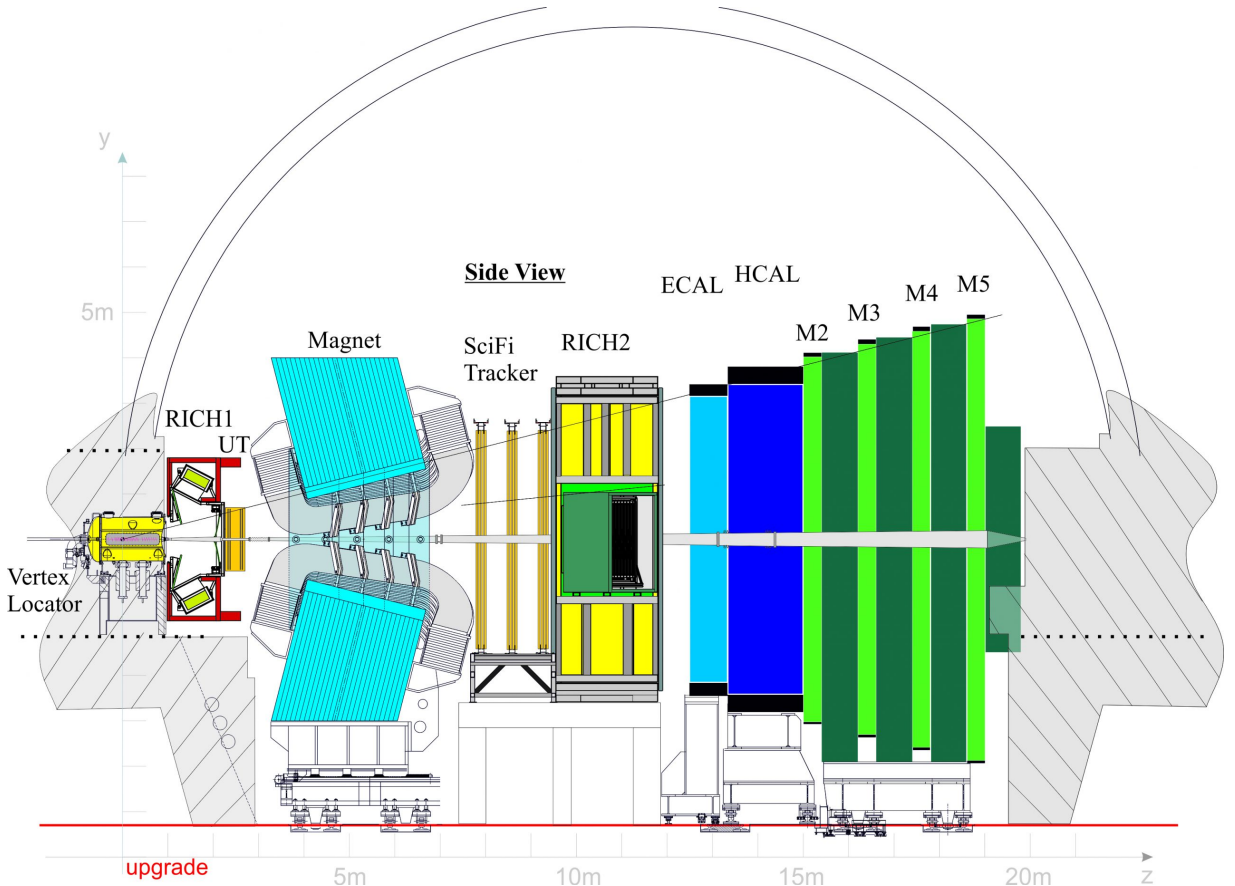 y
5m
Side View
ECAL
HCAL
M2
M3
M4
M5
Magnet
SciFi
Tracker
RICH2
RICH1
UT
Vertex
Locator
upgrade
5m
10m
15m
20m
z